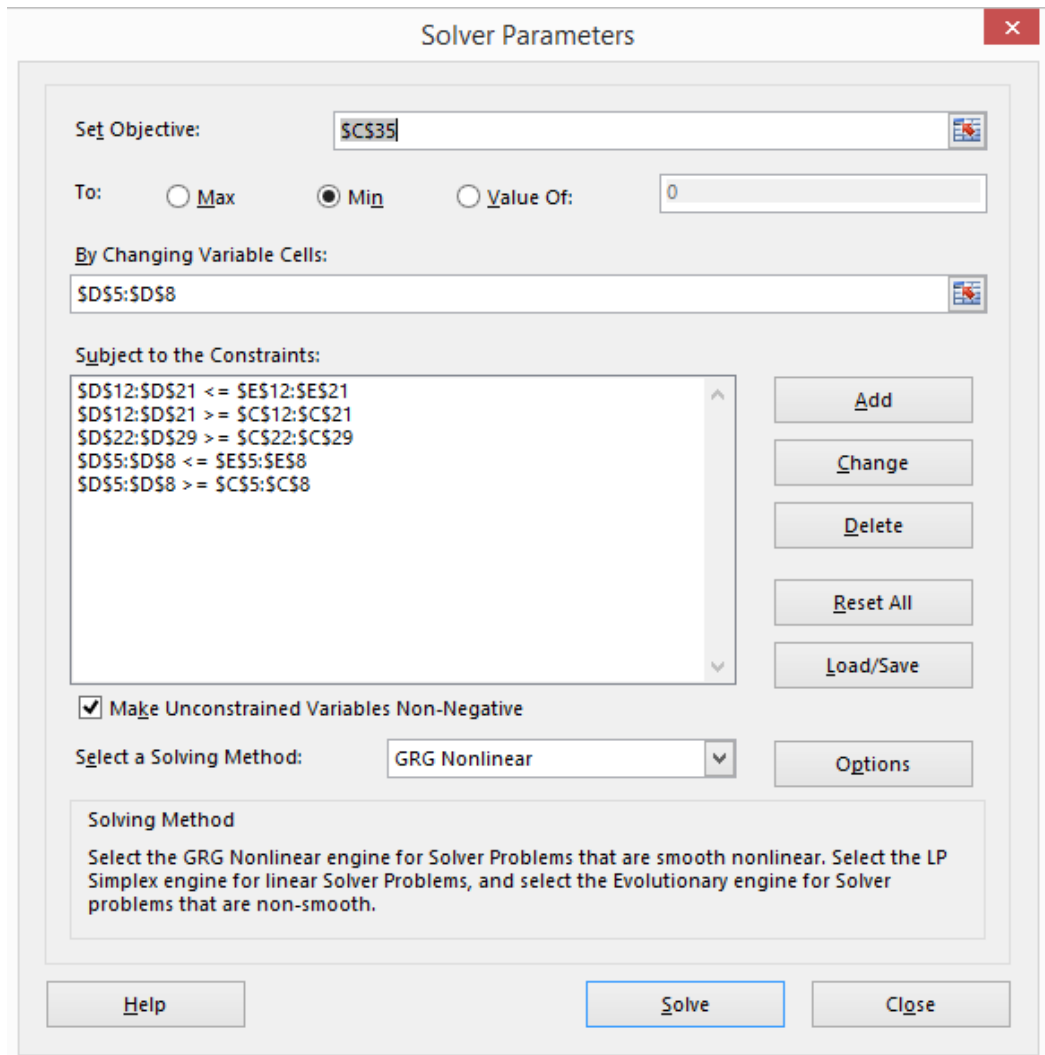 Solver Parameters
Set Objective:
$C$35
To:
Max
Min
Value Of:
0
By Changing Variable Cells:
$D$5:$D$8
Subject to the Constraints:
$D$12:$D$21 <= $E$12:$E$21
$D$12:$D$21 >= $C$12:$C$21
$D$22:$D$29 >= $C$22:$C$29
$D$5:$D$8 <= $E$5:$E$8
$D$5:$D$8 >= $C$5:$C$8
Add
Change
Delete
Reset All
Load/Save
Make Unconstrained Variables Non-Negative
Select a Solving Method:
GRG Nonlinear
Options
Solving Method
Select the GRG Nonlinear engine for Solver Problems that are smooth nonlinear. Select the LP
Simplex engine for linear Solver Problems, and select the Evolutionary engine for Solver
problems that are non-smooth.
Help
Solve
Close